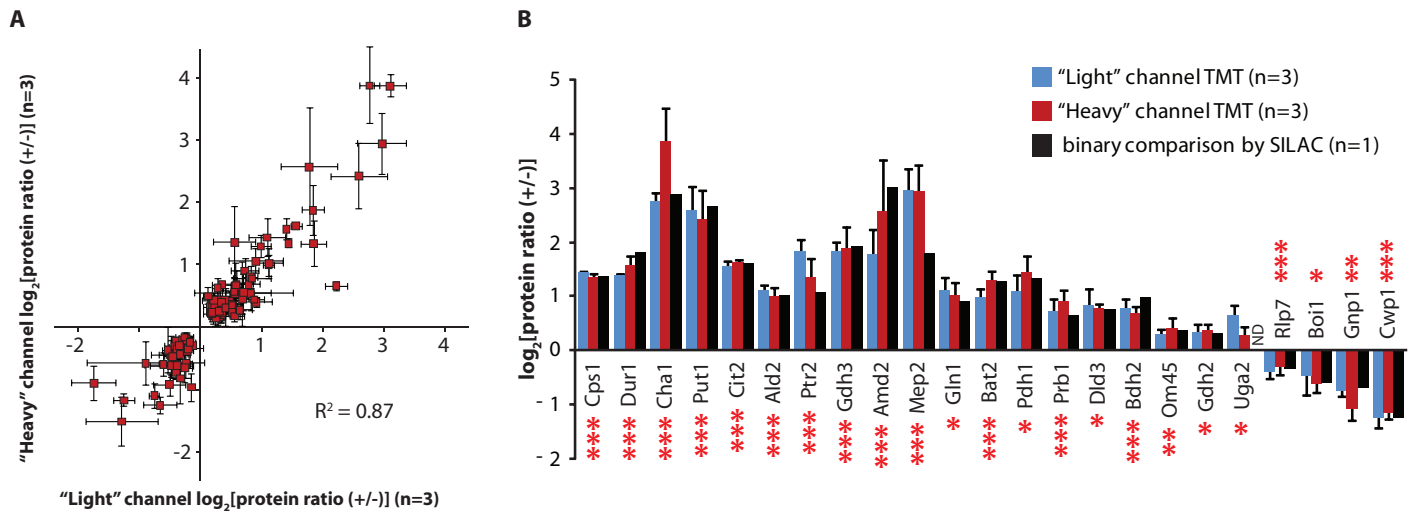 A
"Heavy" channel log2[protein ratio (+/-)] (n=3)
4
3
2
1
-2
-2
1
2
3
4
R2 = 0.87
"Light" channel log2[protein ratio (+/-)] (n=3)
B
log2[protein ratio (+/-)]
5
4
3
2
1
0
-1
-2
"Light" channel TMT (n=3)
"Heavy" channel TMT (n=3)
binary comparison by SILAC (n=1)
Cps1 ***
Dur1 ***
Cha1 ***
Put1 ***
Cit2 ***
Ald2 ***
Ptr2 ***
Gdh3 ***
Amd2 ***
Mep2 ***
Gln1 *
Bat2 ***
Pdh1 *
Prb1 ***
Dld3 *
Bdh2 ***
Om45 **
Gdh2 *
Uga2 *
ND
Rlp7 ***
Boi1 *
Gnp1 **
Cwp1 ***